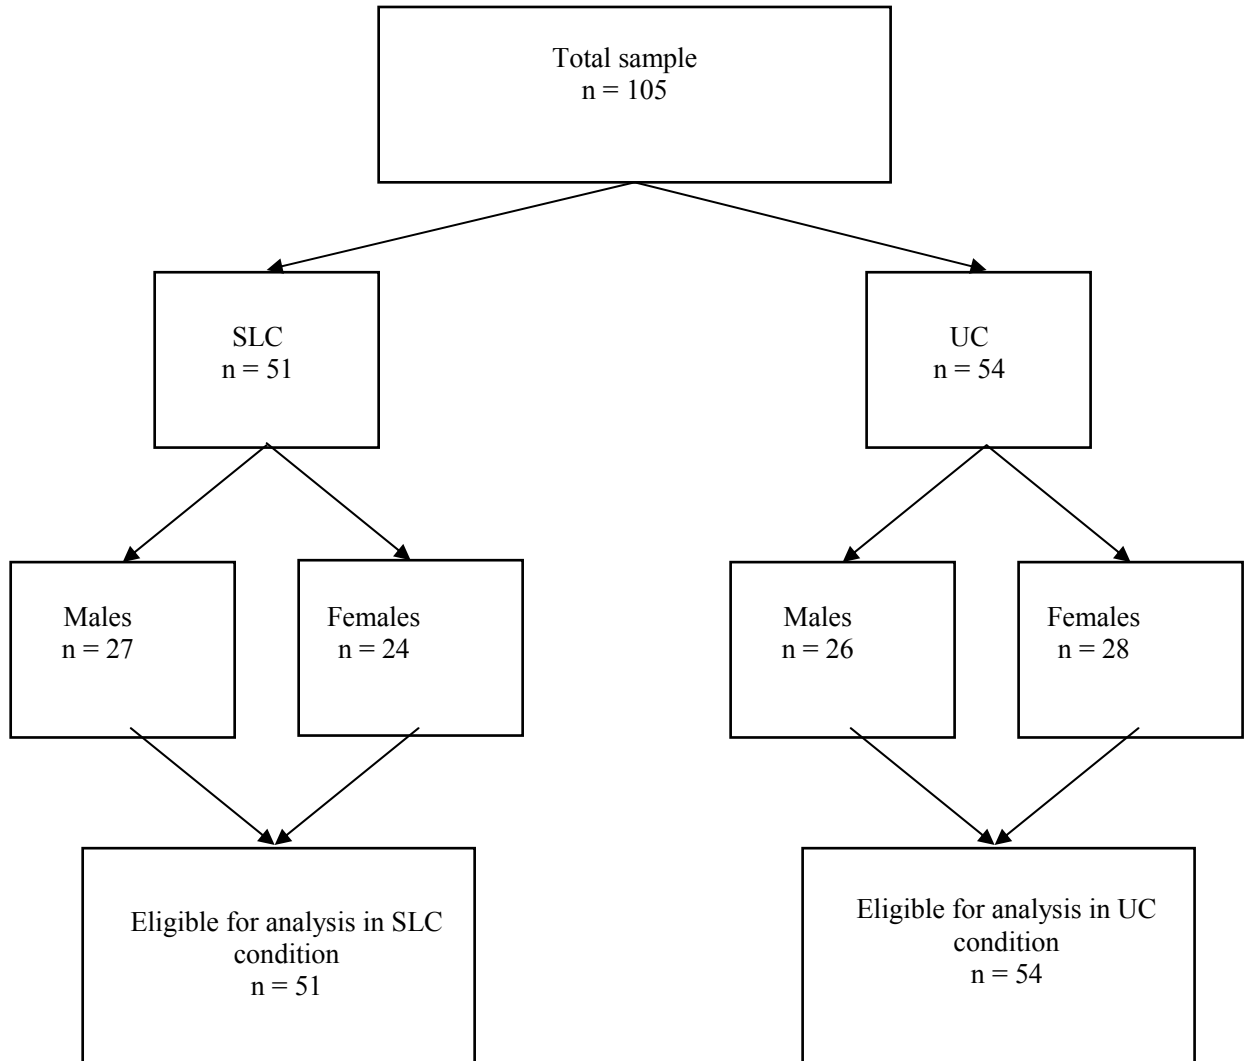 Total sample
n = 105
SLC
n = 51
UC
n = 54
Males
n = 27
Females
n = 24
Males
n = 26
Females
n = 28
Eligible for analysis in SLC
condition
n = 51
Eligible for analysis in UC
condition
n = 54